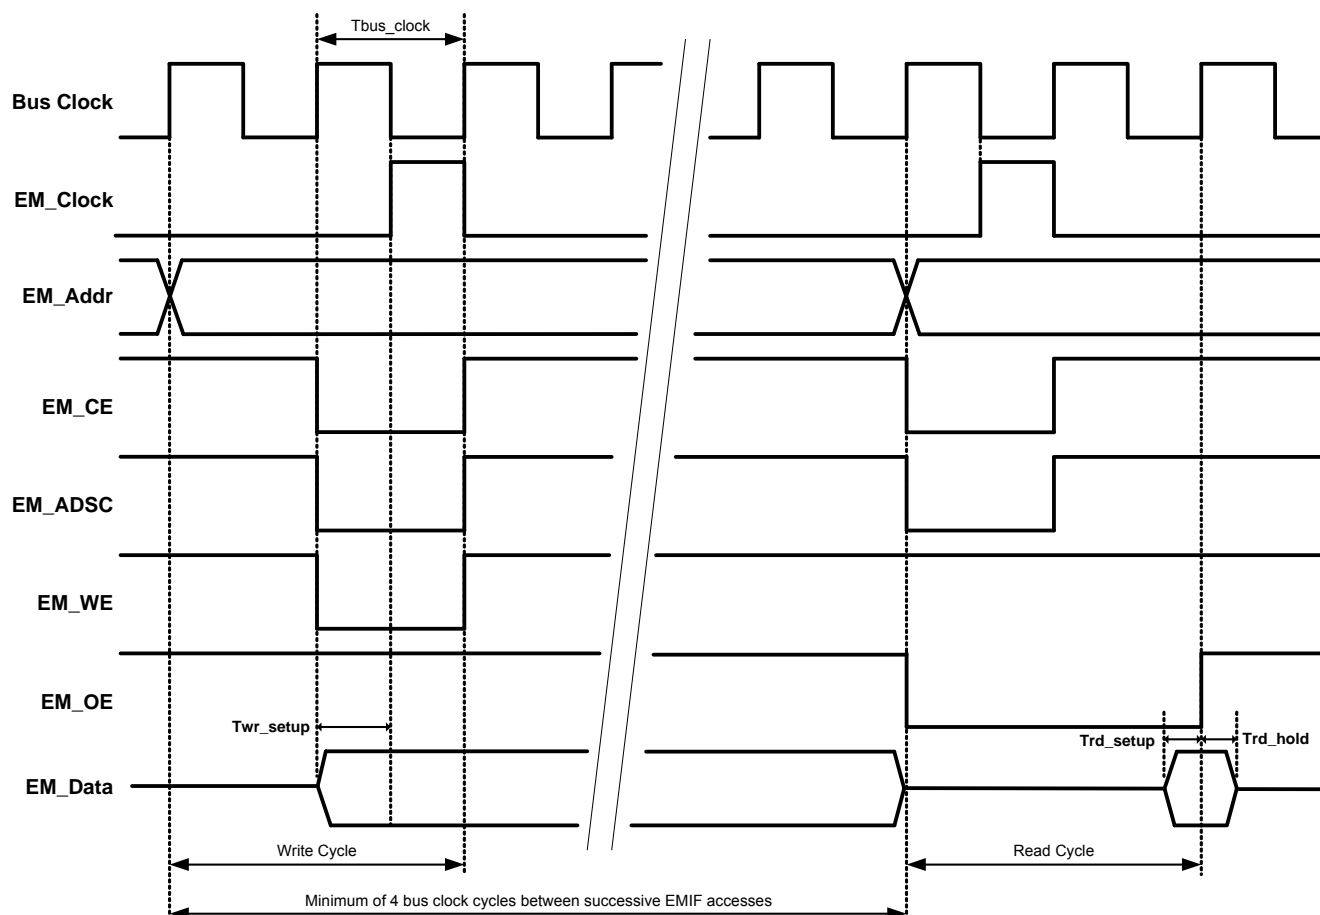 Tbus_clock
Bus Clock
EM_Clock
EM_Addr
EM_CE
EM_ADSC
EM_WE
EM_OE
Twr_setup
Trd_setup
Trd_hold
EM_Data
Write Cycle
Read Cycle
Minimum of 4 bus clock cycles between successive EMIF accesses